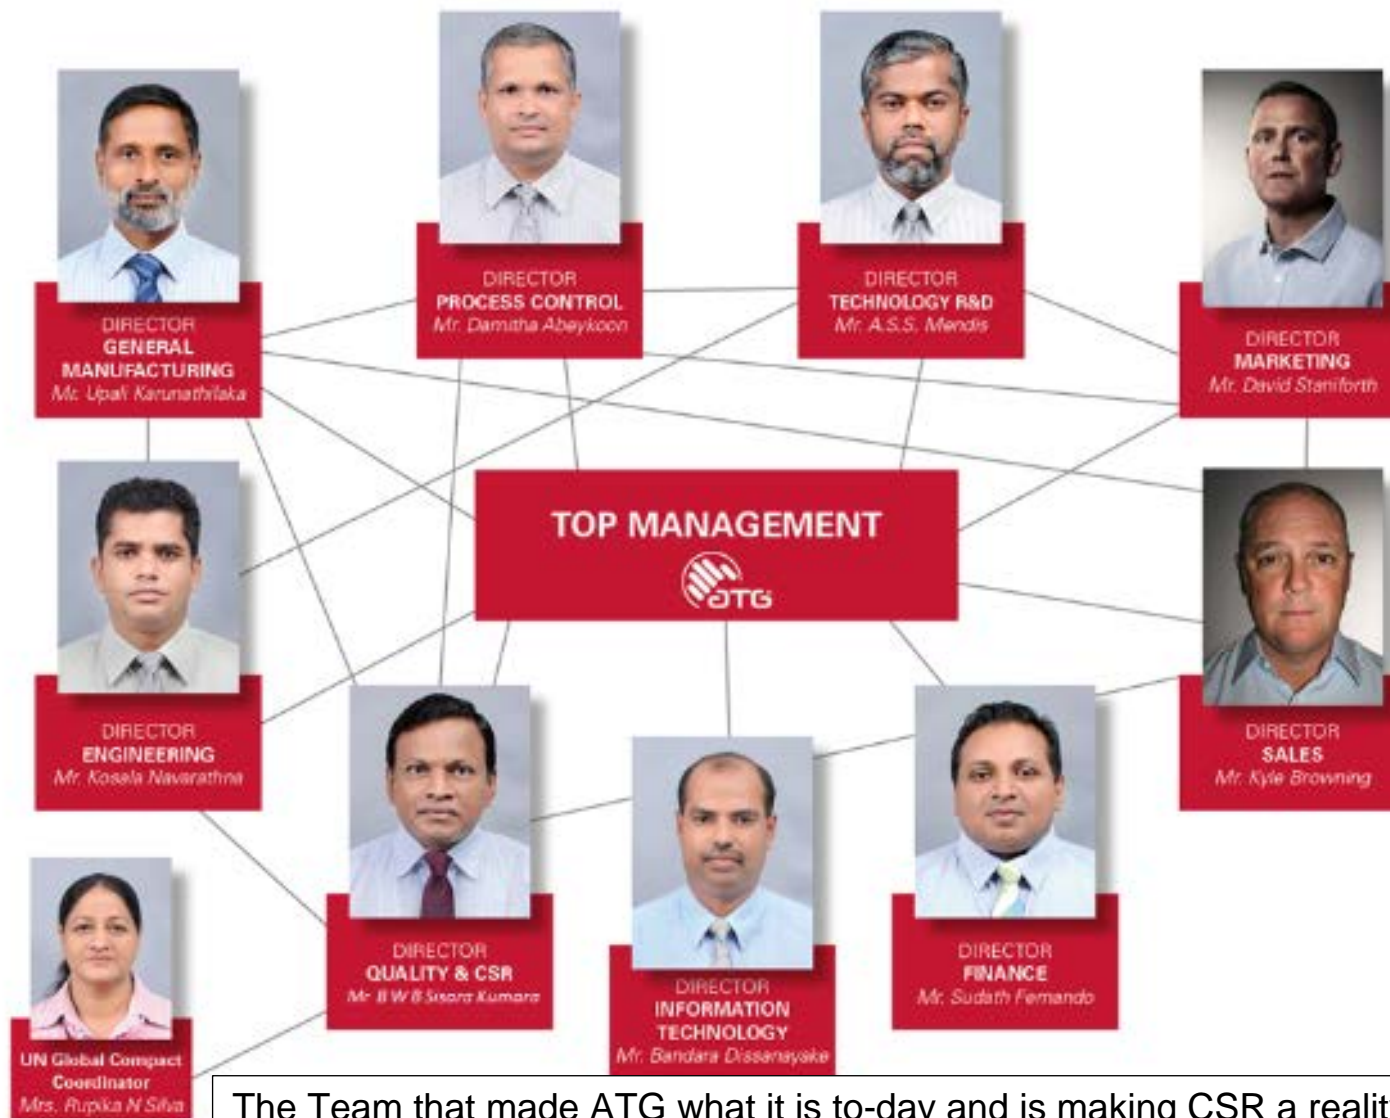 DIRECTOR
PROCESS CONTROL
Mr. Damitha Abeykoon
DIRECTOR
TECHNOLOGY R&D
Mr. A.S.S. Mendis
DIRECTOR
GENERAL
MANUFACTURING
Mr. Upali Karunathilaka
DIRECTOR
MARKETING
Mr. David Staniforth
TOP MANAGEMENT
ATG
DIRECTOR
ENGINEERING
Mr. Kosala Navarathna
DIRECTOR
SALES
Mr. Kyle Browning
DIRECTOR
QUALITY & CSR
Mr B W B Sisara Kumara
DIRECTOR
INFORMATION
TECHNOLOGY
Mr. Bandara Dissanayake
DIRECTOR
FINANCE
Mr. Sudath Fernando
UN Global Compact
Coordinator
Mrs. Rupika N Silva
The Team that made ATG what it is to-day and is making CSR a realit